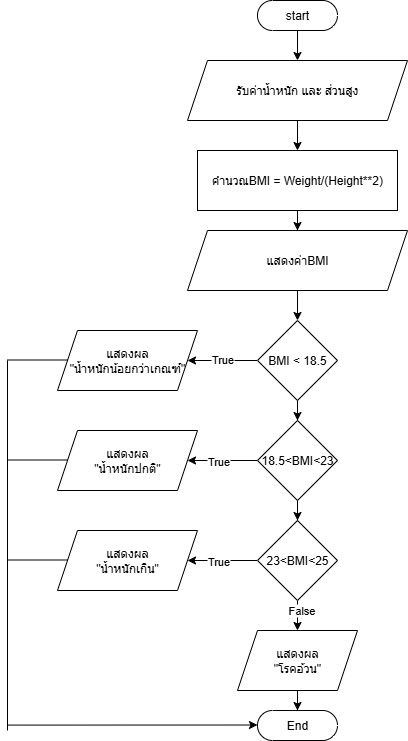 start
รับค่าน้ำหนัก และ ส่วนสูง
คำนวณBMI = Weight/(Height**2)
แสดงค่าBMI
BMI < 18.5
True
แสดงผล
"น้ำหนักน้อยกว่าเกณฑ์"
18.5<BMI<23
True
แสดงผล
"น้ำหนักปกติ"
23<BMI<25
True
แสดงผล
"น้ำหนักเกิน"
False
แสดงผล
"โรคอ้วน"
End